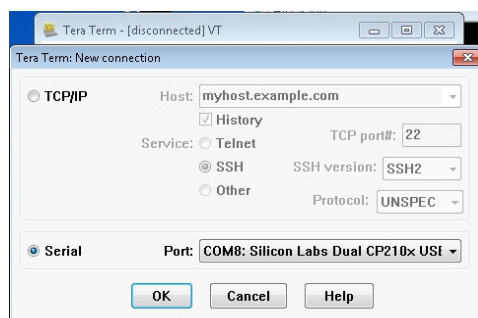 Tera Term - [disconnected] VT
Tera Term: New connection
TCP/IP Host: myhost.example.com
History
Service: Telnet TCP port#: 22
SSH SSH version: SSH2
Other Protocol: UNSPEC
Serial Port: COM8: Silicon Labs Dual CP210x USE
OK Cancel Help